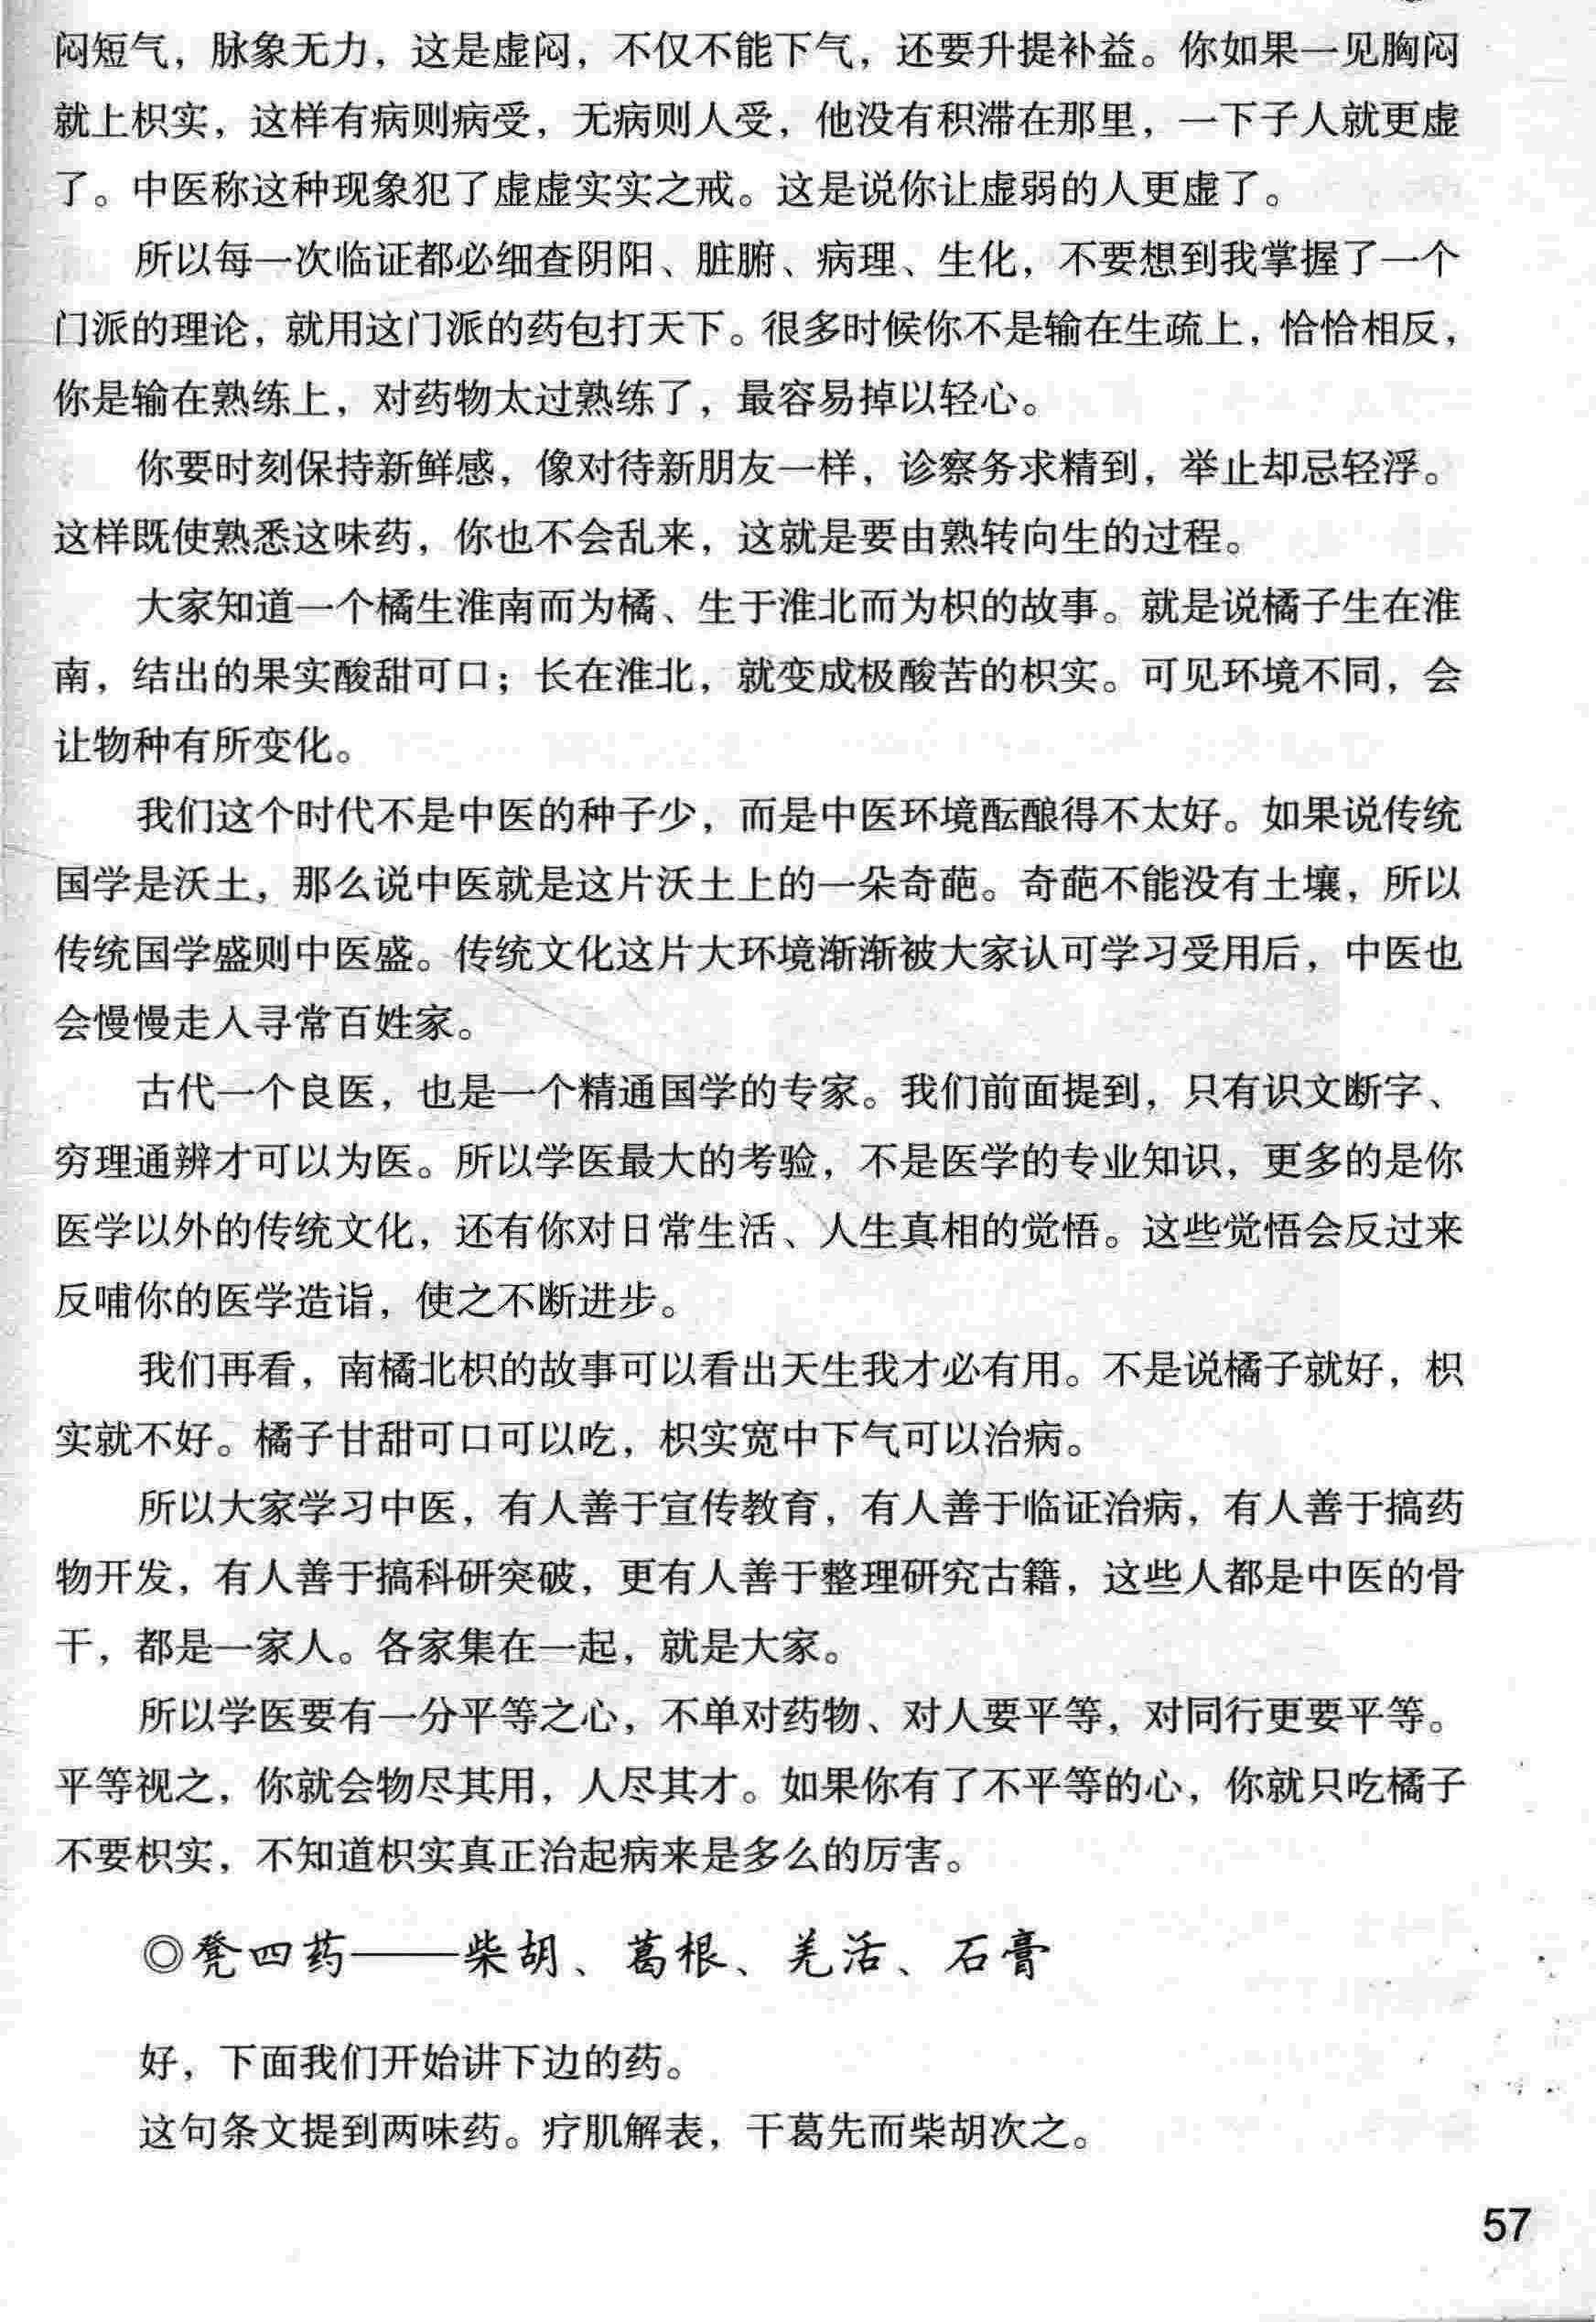 闷短气，脉象无力，这是虚闷，不仅不能下气，还要升提补益。你如果一见胸闷
就上枳实，这样有病则病受，无病则人受，他没有积滞在那里，一下子人就更虚
了。中医称这种现象犯了虚虚实实之戒。这是说你让虚弱的人更虚了。
所以每一次临证都必细查阴阳、脏腑、病理、生化，不要想到我掌握了一个
门派的理论，就用这门派的药包打天下。很多时候你不是输在生疏上，恰恰相反，
你是输在熟练上，对药物太过熟练了，最容易掉以轻心。
你要时刻保持新鲜感，像对待新朋友一样，诊察务求精到，举止却忌轻浮。
这样既使熟悉这味药，你也不会乱来，这就是要由熟转向生的过程。
大家知道一个橘生淮南而为橘、生于淮北而为枳的故事。就是说橘子生在淮
南，结出的果实酸甜可口；长在淮北，就变成极酸苦的枳实。可见环境不同，会
让物种有所变化。
我们这个时代不是中医的种子少，而是中医环境酝酿得不太好。如果说传统
国学是沃土，那么说中医就是这片沃土上的一朵奇葩。奇葩不能没有土壤，所以
传统国学盛则中医盛。传统文化这片大环境渐渐被大家认可学习受用后，中医也
会慢慢走入寻常百姓家。
古代一个良医，也是一个精通国学的专家。我们前面提到，只有识文断字、
穷理通辨才可以为医。所以学医最大的考验，不是医学的专业知识，更多的是你
医学以外的传统文化，还有你对日常生活、人生真相的觉悟。这些觉悟会反过来
反哺你的医学造诣，使之不断进步。
我们再看，南橘北枳的故事可以看出天生我才必有用。不是说橘子就好，枳
实就不好。橘子甘甜可口可以吃，枳实宽中下气可以治病。
所以大家学习中医，有人善于宣传教育，有人善于临证治病，有人善于搞药
物开发，有人善于搞科研突破，更有人善于整理研究古籍，这些人都是中医的骨
干，都是一家人。各家集在一起，就是大家。
所以学医要有一分平等之心，不单对药物、对人要平等，对同行更要平等。
平等视之，你就会物尽其用，人尽其才。如果你有了不平等的心，你就只吃橘子
不要枳实，不知道枳实真正治起病来是多么的厉害。
◎凳四药——柴胡、葛根、羌活、石膏
好，下面我们开始讲下边的药。
这句条文提到两味药。疗肌解表，干葛先而柴胡次之。
57